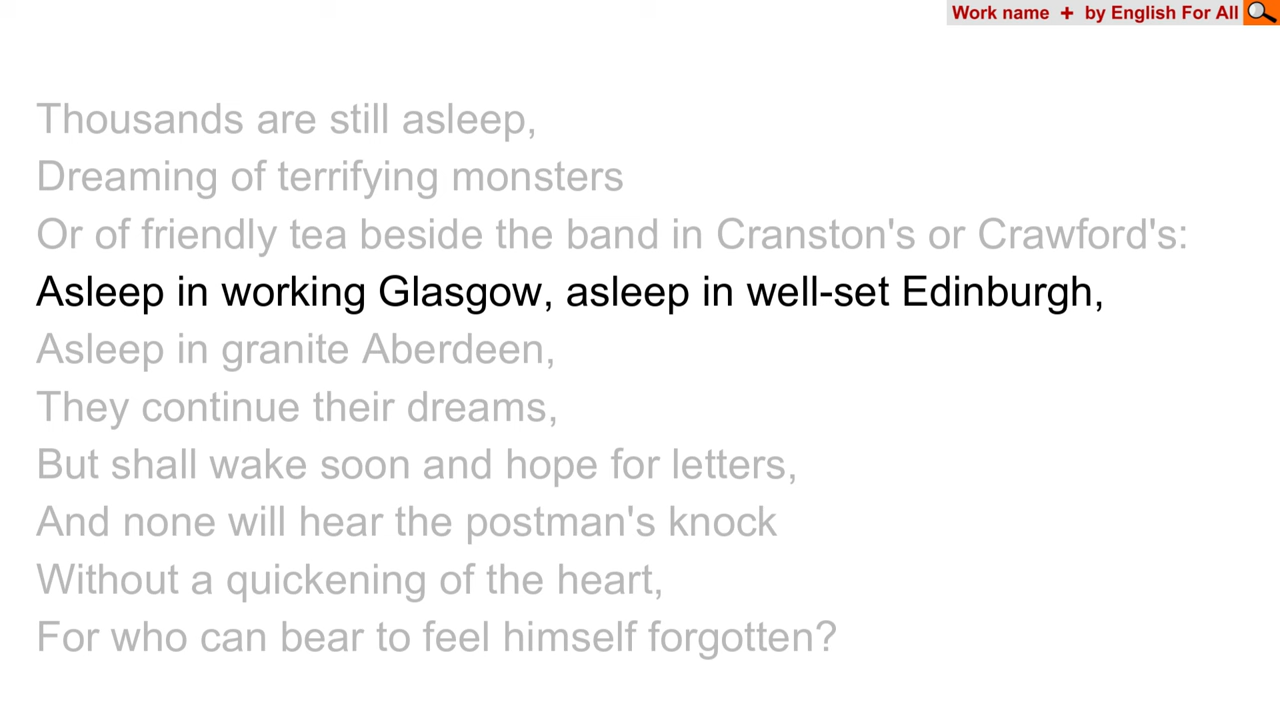 Work name + by English For All
Thousands are still asleep,
Dreaming of terrifying monsters
Or of friendly tea beside the band in Cranston's or Crawford's:
Asleep in working Glasgow, asleep in well-set Edinburgh,
Asleep in granite Aberdeen,
They continue their dreams,
But shall wake soon and hope for letters,
And none will hear the postman's knock
Without a quickening of the heart,
For who can bear to feel himself forgotten?